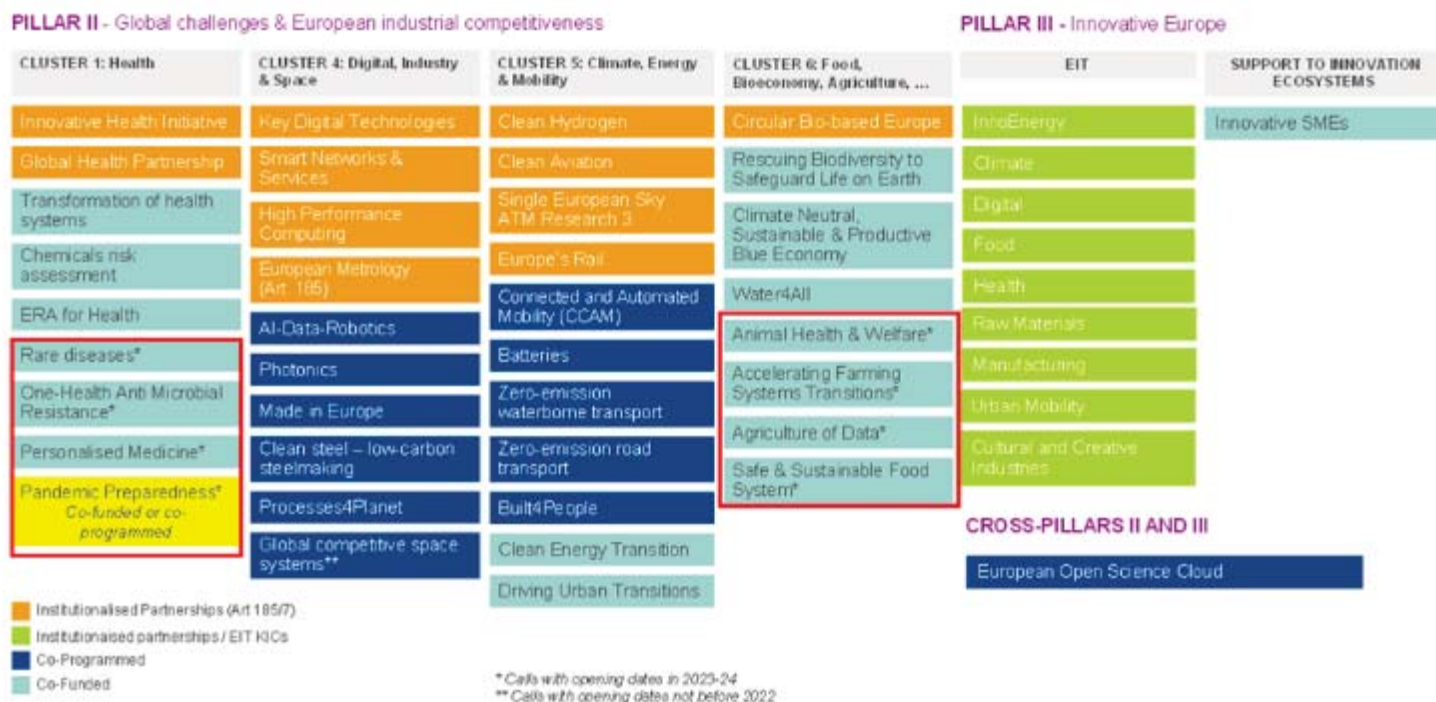 PILLAR II - Global challenges & European industrial competitiveness
CLUSTER 1: Health
Innovative Health Initiative
Global Health Partnership
Transformation of health
systems
Chemicals risk
assessment
ERA for Health
Rare diseases*
One-Health Anti Microbial
Resistance*
Personalised Medicine*
Pandemic Preparedness*
Co-funded or co-
programmed
CLUSTER 4: Digital, Industry
& Space
Key Digital Technologies
Smart Networks &
Services
High Performance
Computing
European Metrology
(Art. 185)
AI-Data-Robotics
Photonics
Made in Europe
Clean steel – low-carbon
steelmaking
Processes4Planet
Global competitive space
systems**
CLUSTER 5: Climate, Energy
& Mobility
Clean Hydrogen
Clean Aviation
Single European Sky
ATM Research 3
Europe's Rail
Connected and Automated
Mobility (CCAM)
Batteries
Zero-emission
waterborne transport
Zero-emission road
transport
Built4People
Clean Energy Transition
Driving Urban Transitions
CLUSTER 6: Food,
Bioeconomy, Agriculture, ...
Circular Bio-based Europe
Rescuing Biodiversity to
Safeguard Life on Earth
Climate Neutral,
Sustainable & Productive
Blue Economy
Water4All
Animal Health & Welfare*
Accelerating Farming
Systems Transitions*
Agriculture of Data*
Safe & Sustainable Food
System*
PILLAR III - Innovative Europe
EIT
InnoEnergy
Climate
Digital
Food
Health
Raw Materials
Manufacturing
Urban Mobility
Cultural and Creative
Industries
SUPPORT TO INNOVATION
ECOSYSTEMS
Innovative SMEs
CROSS-PILLARS II AND III
European Open Science Cloud
Institutionalised Partnerships (Art 185/7)
Institutionaised partnerships / EIT KICs
Co-Programmed
Co-Funded
* Calls with opening dates in 2023-24
** Calls with opening dates not before 2022